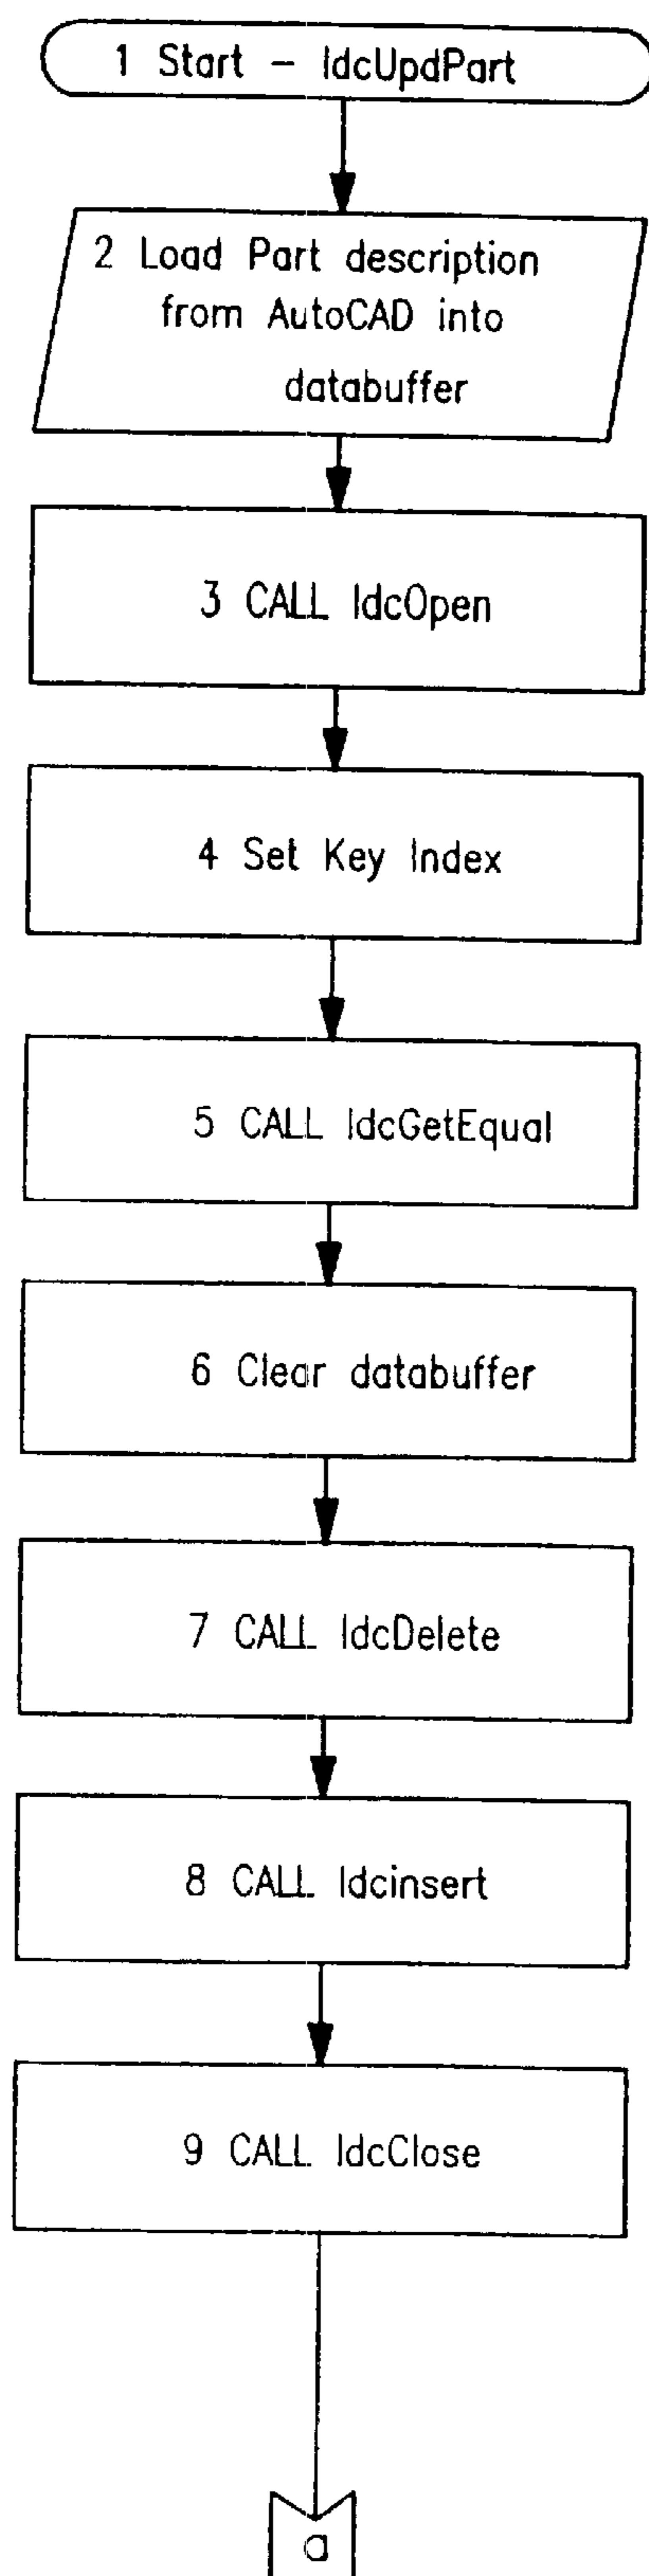 1 Start - IdcUpdPart
2 Load Part description
from AutoCAD into
databuffer
3 CALL IdcOpen
4 Set Key Index
5 CALL IdcGetEqual
6 Clear databuffer
7 CALL IdcDelete
8 CALL Idcinsert
9 CALL IdcClose
a